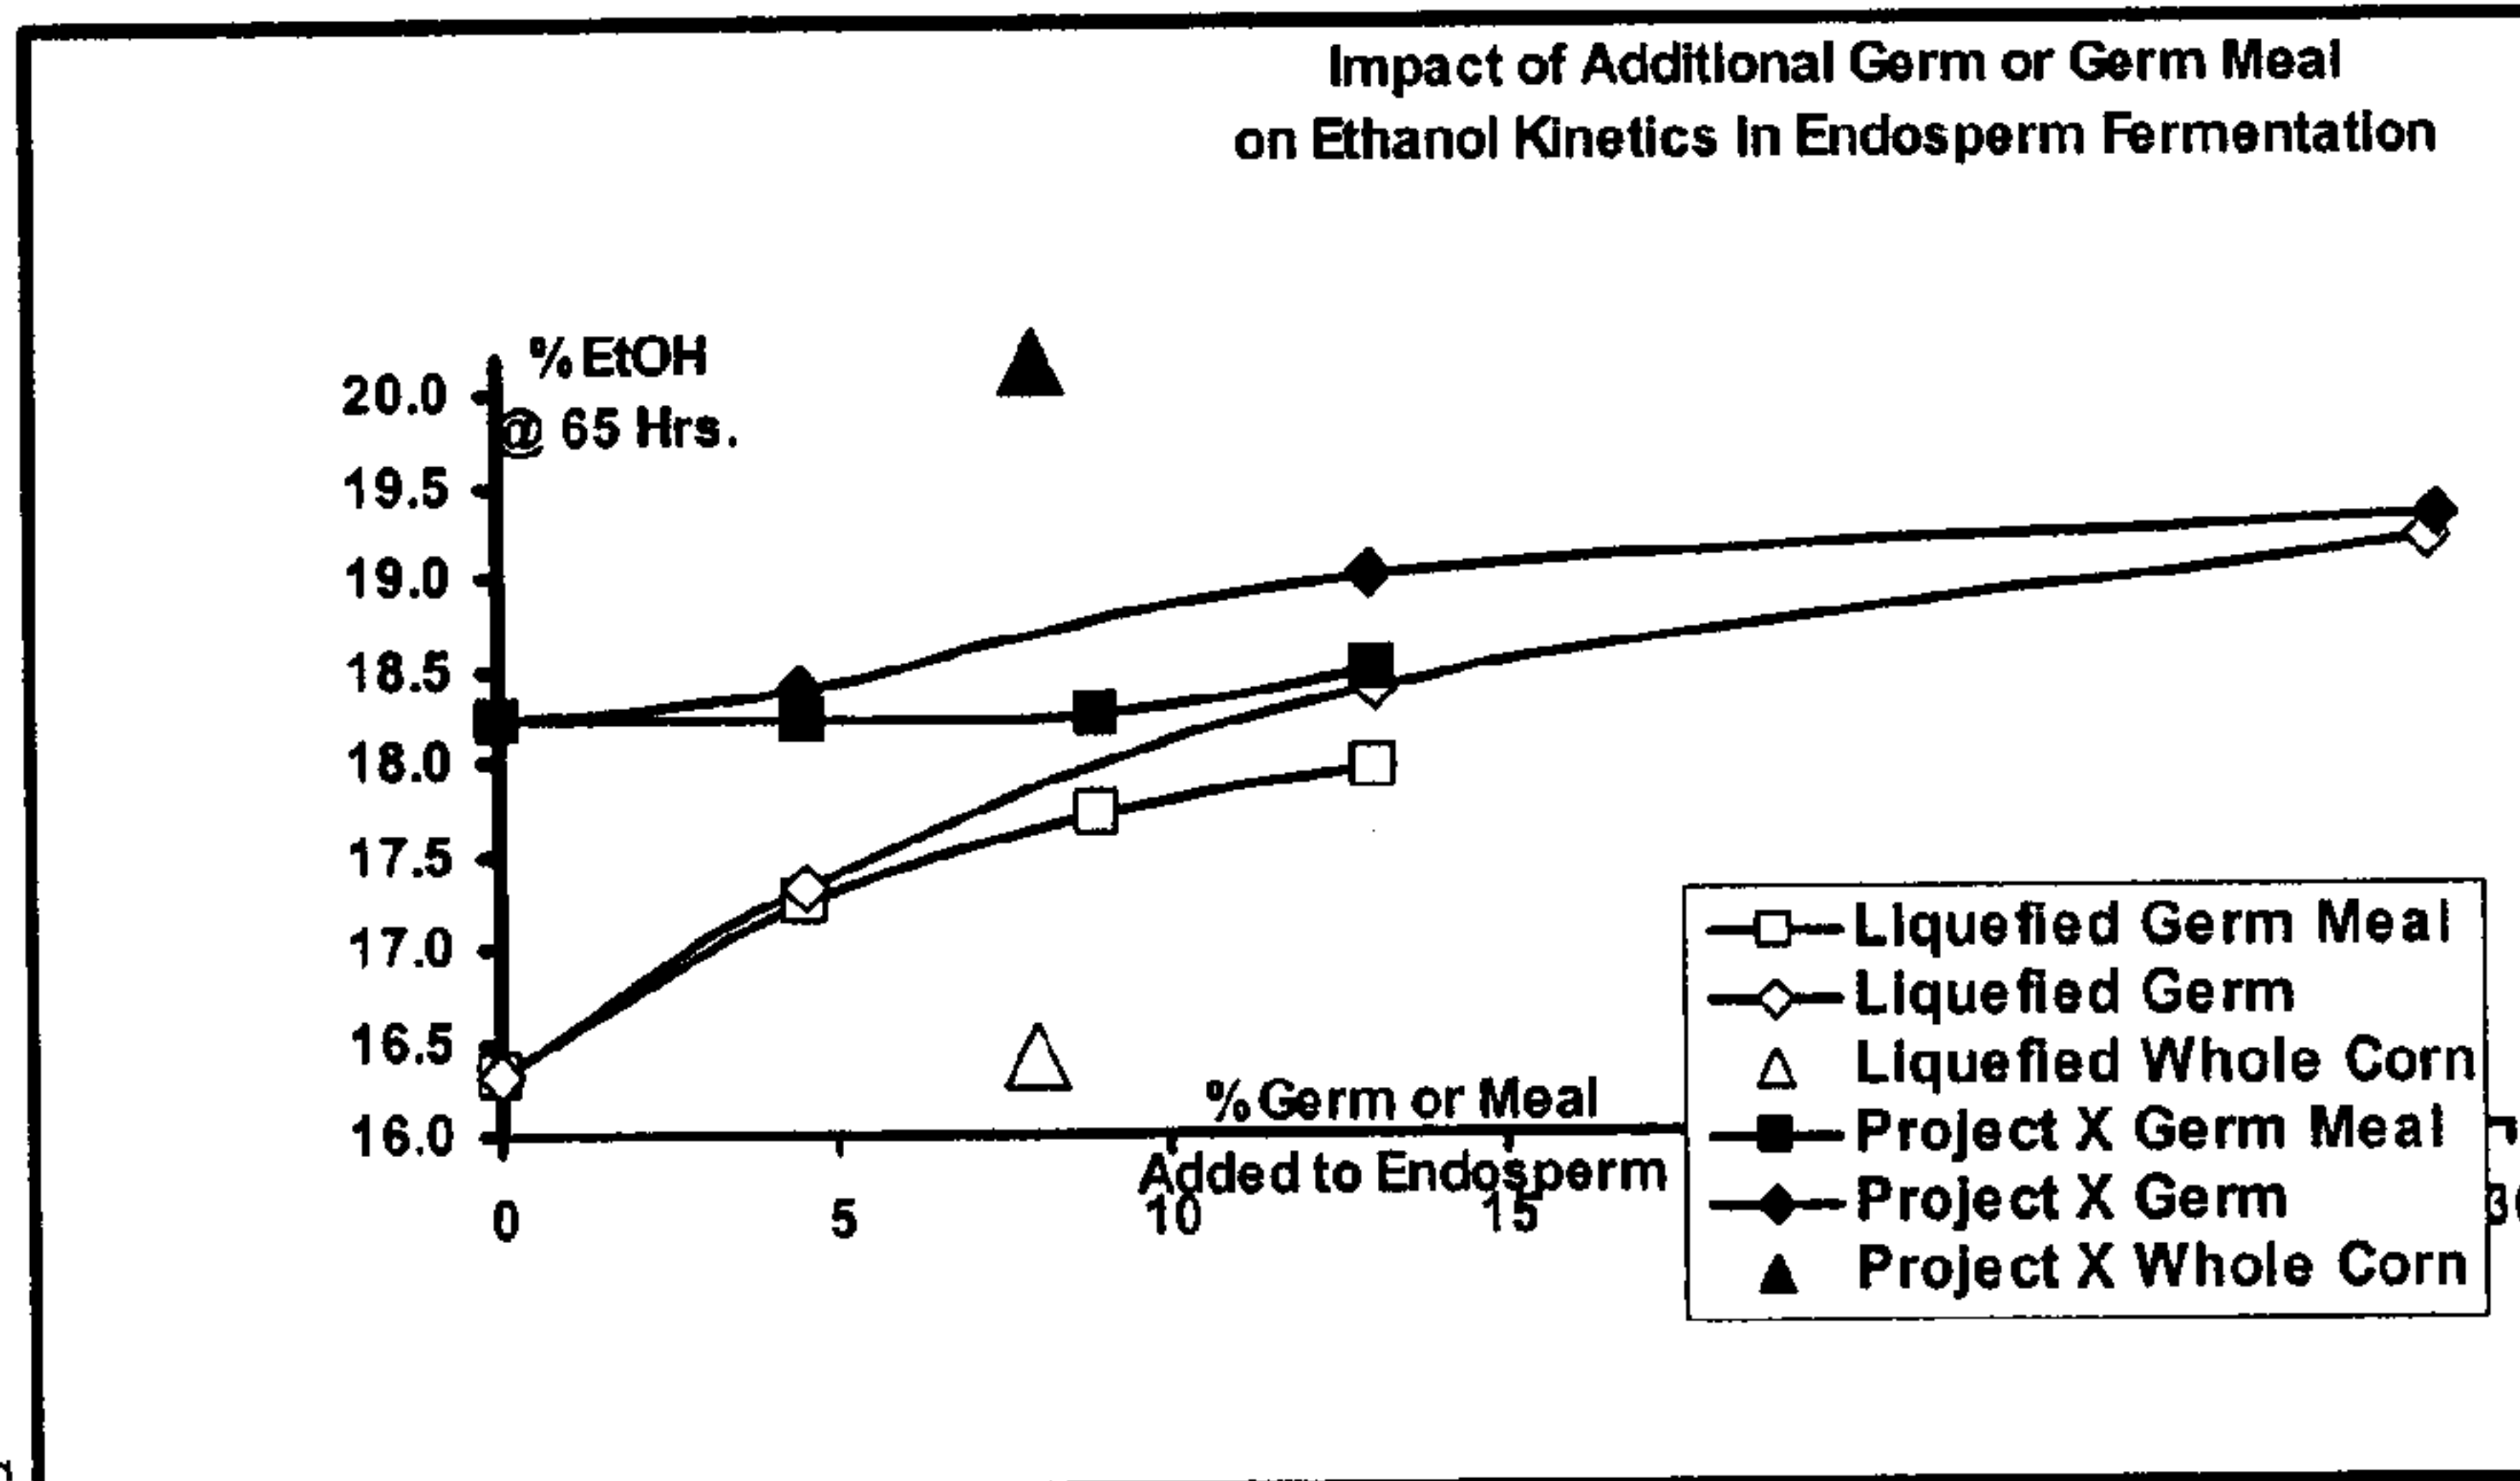 Impact of Additional Germ or Germ Meal
on Ethanol Kinetics In Endosperm Fermentation
%EtOH
@ 65 Hrs.
20.0
19.5
19.0
18.5
18.0
17.5
17.0
16.5
16.0
%Germ or Meal
Added to Endosperm
0
5
10
15
Liquefied Germ Meal
Liquefied Germ
Liquefied Whole Corn
Project X Germ Meal
Project X Germ
Project X Whole Corn